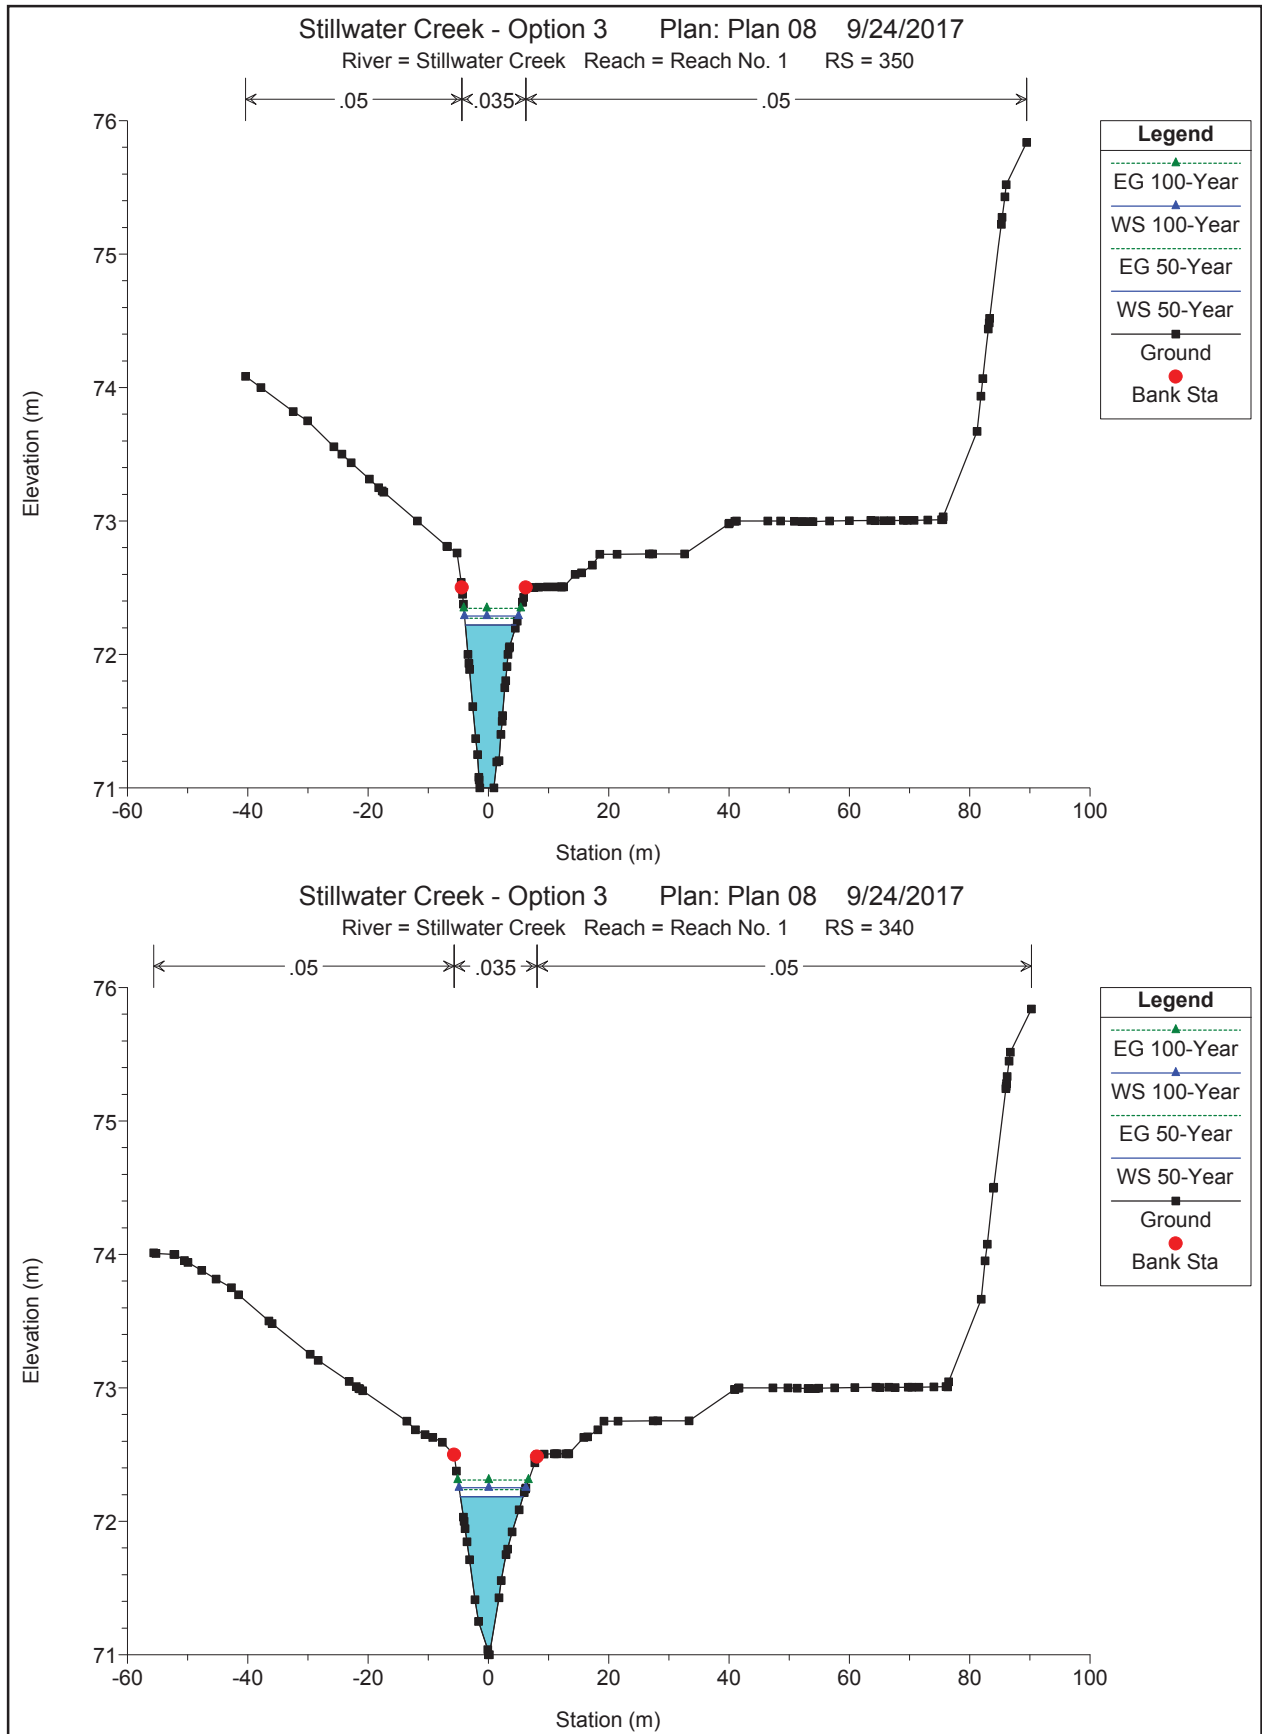 Stillwater Creek - Option 3 Plan: Plan 08 9/24/2017
River = Stillwater Creek Reach = Reach No. 1 RS = 350
.05 .035 .05
76
75
74
73
72
71
Elevation (m)
-60 -40 -20 0 20 40 60 80 100
Station (m)
Legend
EG 100-Year
WS 100-Year
EG 50-Year
WS 50-Year
Ground
Bank Sta
Stillwater Creek - Option 3 Plan: Plan 08 9/24/2017
River = Stillwater Creek Reach = Reach No. 1 RS = 340
.05 .035 .05
76
75
74
73
72
71
Elevation (m)
-60 -40 -20 0 20 40 60 80 100
Station (m)
Legend
EG 100-Year
WS 100-Year
EG 50-Year
WS 50-Year
Ground
Bank Sta